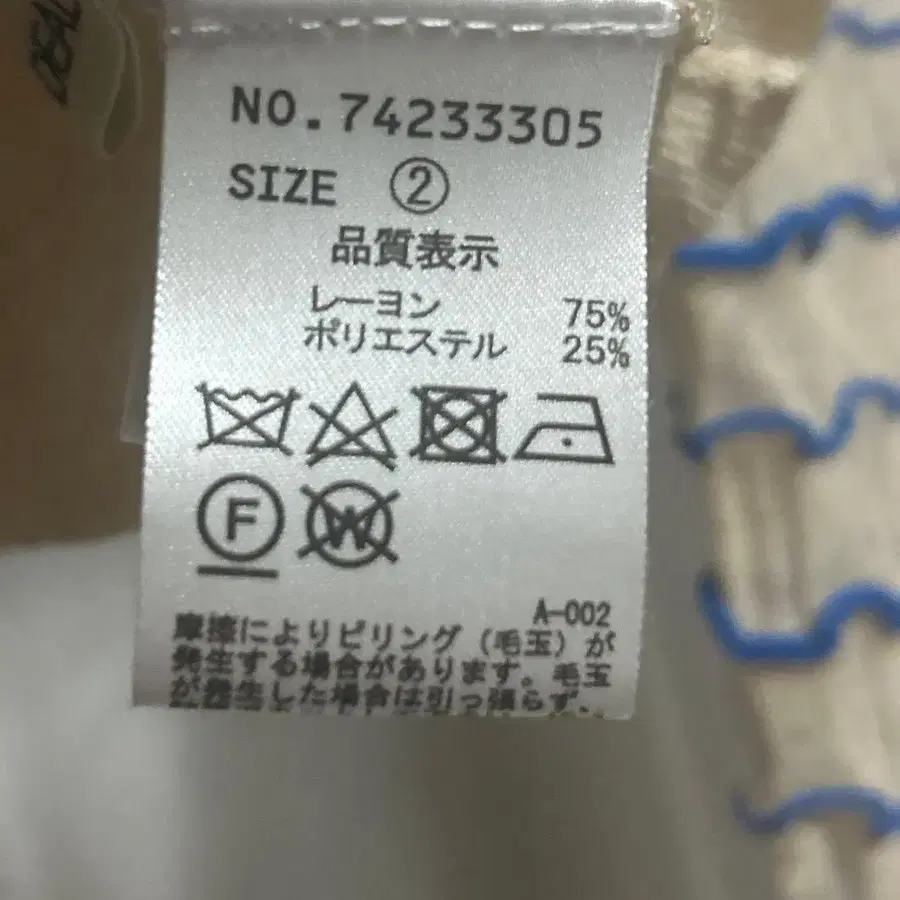 NO.74233305
SIZE ②
品質表示
レーヨン 75%
ポリエステル 25%
F W
A-002
摩擦によりピリング（毛玉）が
発生する場合があります。毛玉
が発生した場合は引っ張らず、